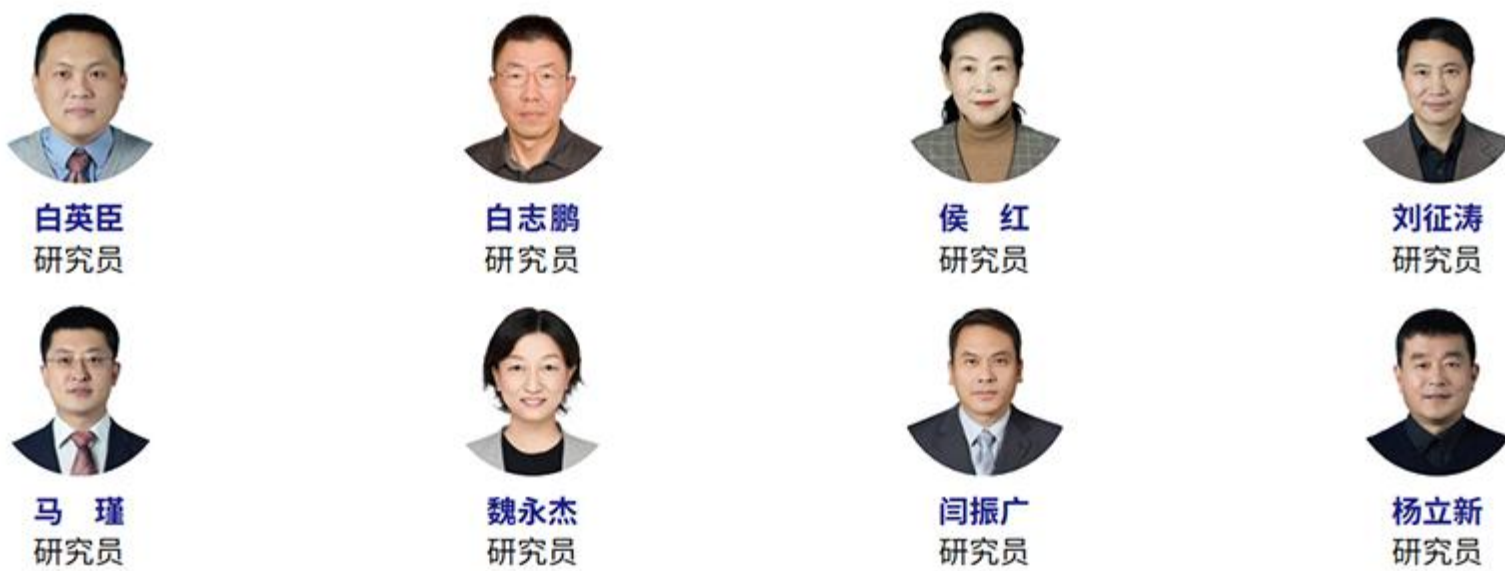 白英臣
白志鹏
侯 红
刘征涛
研究员
研究员
研究员
研究员
马 瑾
魏永杰
闫振广
杨立新
研究员
研究员
研究员
研究员